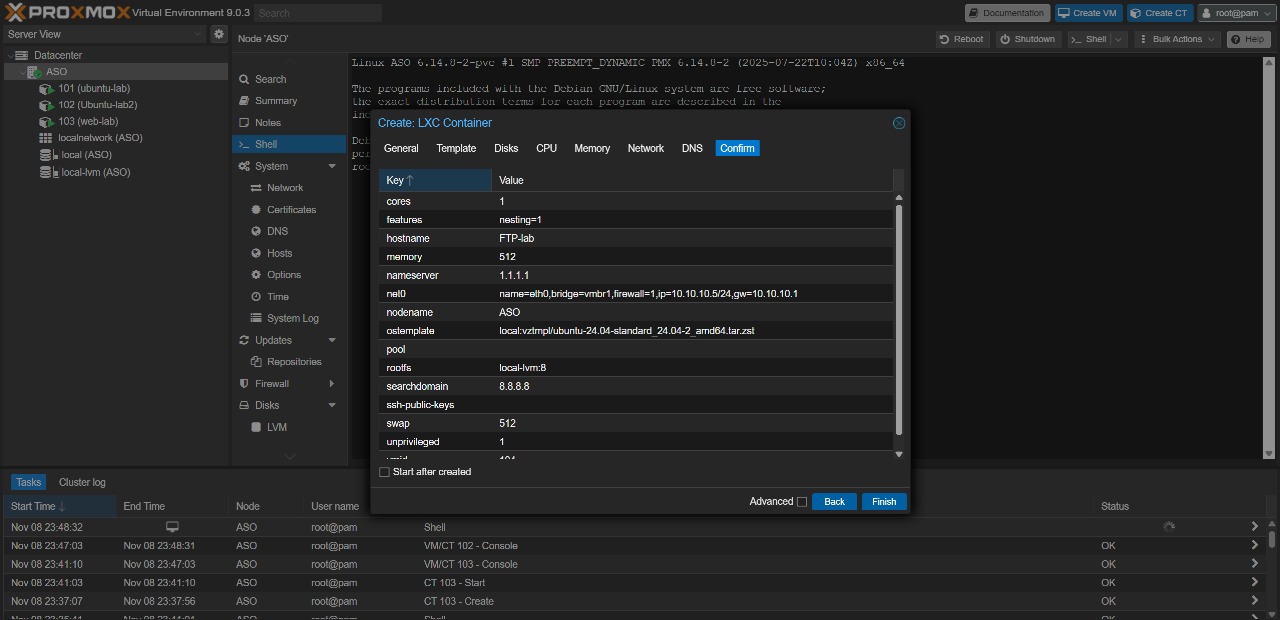 PROXMOX Virtual Environment 9.0.3 Search Documentation Create VM Create CT root@pam
Server View
Node 'ASO' Reboot Shutdown Shell Bulk Actions Help
Datacenter
ASO
101 (ubuntu-lab)
102 (Ubuntu-lab2)
103 (web-lab)
localnetwork (ASO)
local (ASO)
local-lvm (ASO)
Search
Summary
Notes
Shell
System
Network
Certificates
DNS
Hosts
Options
Time
System Log
Updates
Repositories
Firewall
Disks
LVM
Linux ASO 6.14.8-2-pve #1 SMP PREEMPT_DYNAMIC PMX 6.14.8-2 (2025-07-22T10:04Z) x86_64
The programs included with the Debian GNU/Linux system are free software;
the exact distribution terms for each program are described in the
Create: LXC Container
General Template Disks CPU Memory Network DNS Confirm
Key Value
cores 1
features nesting=1
hostname FTP-lab
memory 512
nameserver 1.1.1.1
net0 name=eth0,bridge=vmbr1,firewall=1,ip=10.10.10.5/24,gw=10.10.10.1
nodename ASO
ostemplate local:vztmpl/ubuntu-24.04-standard_24.04-2_amd64.tar.zst
pool
rootfs local-lvm:8
searchdomain 8.8.8.8
ssh-public-keys
swap 512
unprivileged 1
Start after created
Advanced Back Finish
Tasks Cluster log
Start Time End Time Node User name Status
Nov 08 23:48:32 ASO root@pam Shell
Nov 08 23:47:03 Nov 08 23:48:31 ASO root@pam VM/CT 102 - Console OK
Nov 08 23:41:10 Nov 08 23:47:03 ASO root@pam VM/CT 103 - Console OK
Nov 08 23:41:03 Nov 08 23:41:10 ASO root@pam CT 103 - Start OK
Nov 08 23:37:07 Nov 08 23:37:56 ASO root@pam CT 103 - Create OK